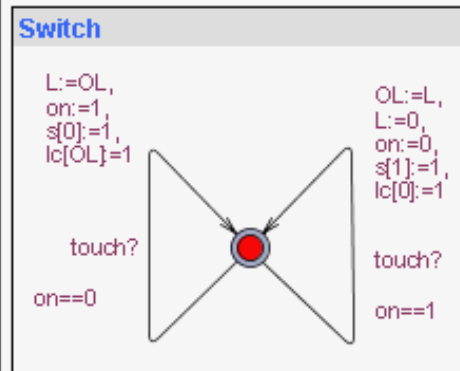 Switch
L:=OL,
on:=1,
s[0]:=1,
lc[OL]:=1
touch?
on==0
OL:=L,
L:=0,
on:=0,
s[1]:=1,
lc[0]:=1
touch?
on==1